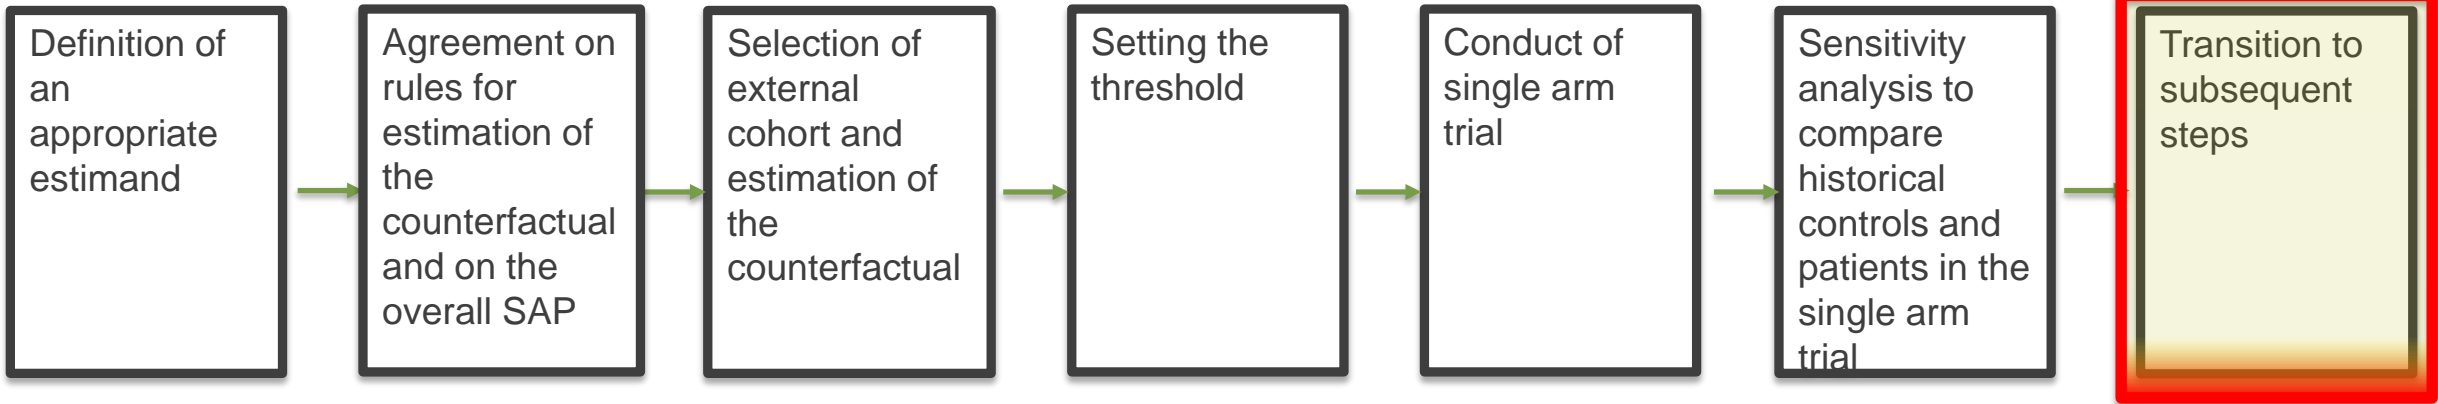 Definition of
an
appropriate
estimand
Agreement on
rules for
estimation of
the
counterfactual
and on the
overall SAP
Selection of
external
cohort and
estimation of
the
counterfactual
Setting the
threshold
Conduct of
single arm
trial
Sensitivity
analysis to
compare
historical
controls and
patients in the
single arm
trial
Transition to
subsequent
steps